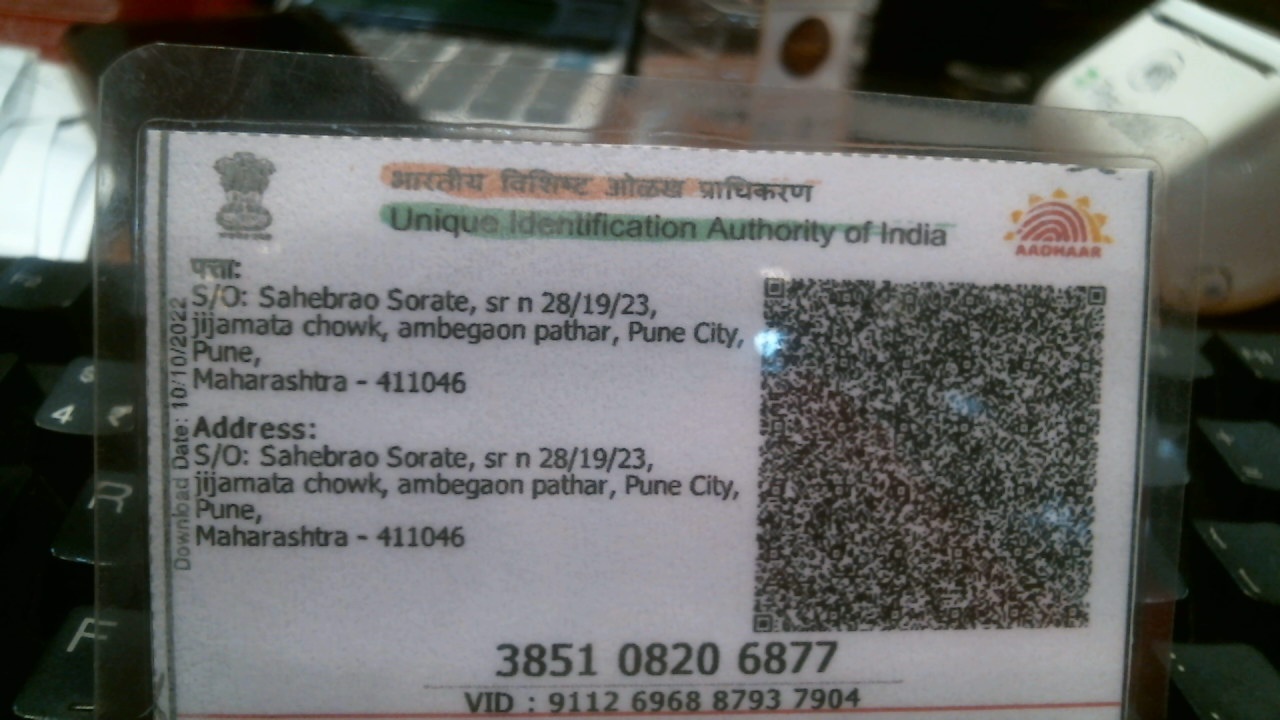 भारतीय विसिष्ट ओळख प्राधिकरण
Unique Identification Authority of India
AADHAAR
पत्ता:
S/O: Sahebrao Sorate, sr n 28/19/23,
jijamata chowk, ambegaon pathar, Pune City,
Pune,
Maharashtra - 411046
Address:
S/O: Sahebrao Sorate, sr n 28/19/23,
jijamata chowk, ambegaon pathar, Pune City,
Pune,
Maharashtra - 411046
Download Date: 10/10/2022
3851 0820 6877
VID : 9112 6968 8793 7904
4 ₹
R
F